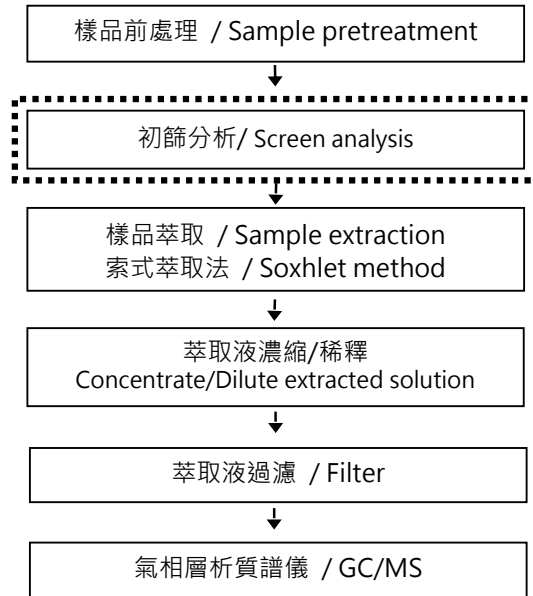 樣品前處理 / Sample pretreatment
初篩分析/ Screen analysis
樣品萃取 / Sample extraction
索式萃取法 / Soxhlet method
萃取液濃縮/稀釋
Concentrate/Dilute extracted solution
萃取液過濾 / Filter
氣相層析質譜儀 / GC/MS